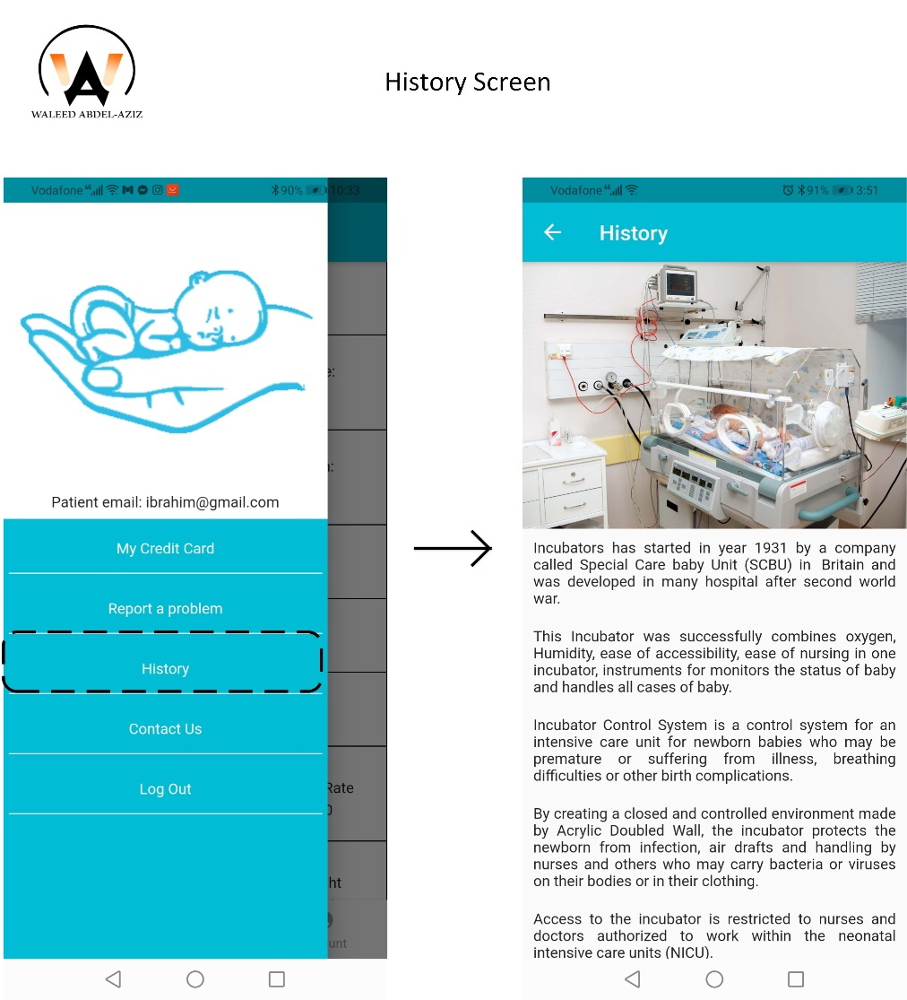 WALEED ABDEL-AZIZ
History Screen
Vodafone
90%
10:33
Patient email: ibrahim@gmail.com
My Credit Card
Report a problem
History
Contact Us
Log Out
e:
n:
Rate
0
ht
unt
Vodafone
91%
3:51
History
Incubators has started in year 1931 by a company
called Special Care baby Unit (SCBU) in Britain and
was developed in many hospital after second world
war.
This Incubator was successfully combines oxygen,
Humidity, ease of accessibility, ease of nursing in one
incubator, instruments for monitors the status of baby
and handles all cases of baby.
Incubator Control System is a control system for an
intensive care unit for newborn babies who may be
premature or suffering from illness, breathing
difficulties or other birth complications.
By creating a closed and controlled environment made
by Acrylic Doubled Wall, the incubator protects the
newborn from infection, air drafts and handling by
nurses and others who may carry bacteria or viruses
on their bodies or in their clothing.
Access to the incubator is restricted to nurses and
doctors authorized to work within the neonatal
intensive care units (NICU).